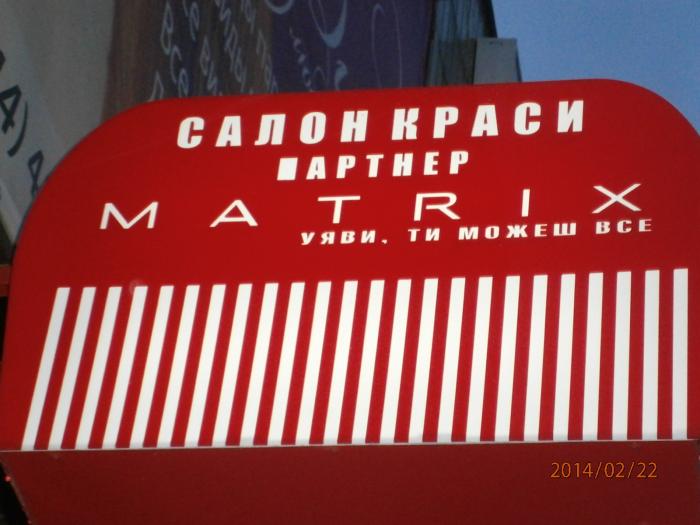 САЛОН КРАСИ
ПАРТНЕР
MATRIX
УЯВИ, ТИ МОЖЕШ ВСЕ
2014/02/22